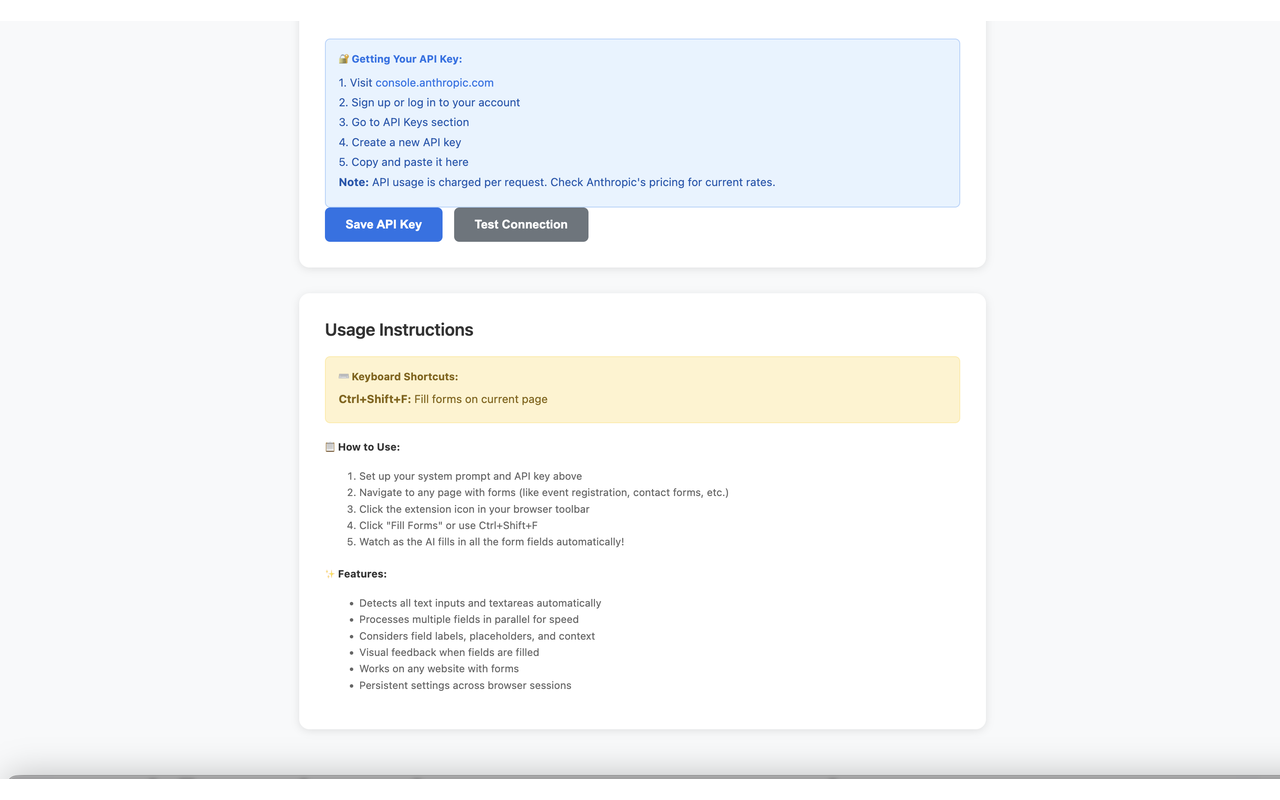 🔐 Getting Your API Key:
1. Visit console.anthropic.com
2. Sign up or log in to your account
3. Go to API Keys section
4. Create a new API key
5. Copy and paste it here
Note: API usage is charged per request. Check Anthropic's pricing for current rates.
Save API Key Test Connection
Usage Instructions
⌨️ Keyboard Shortcuts:
Ctrl+Shift+F: Fill forms on current page
📋 How to Use:
1. Set up your system prompt and API key above
2. Navigate to any page with forms (like event registration, contact forms, etc.)
3. Click the extension icon in your browser toolbar
4. Click "Fill Forms" or use Ctrl+Shift+F
5. Watch as the AI fills in all the form fields automatically!
✨ Features:
• Detects all text inputs and textareas automatically
• Processes multiple fields in parallel for speed
• Considers field labels, placeholders, and context
• Visual feedback when fields are filled
• Works on any website with forms
• Persistent settings across browser sessions